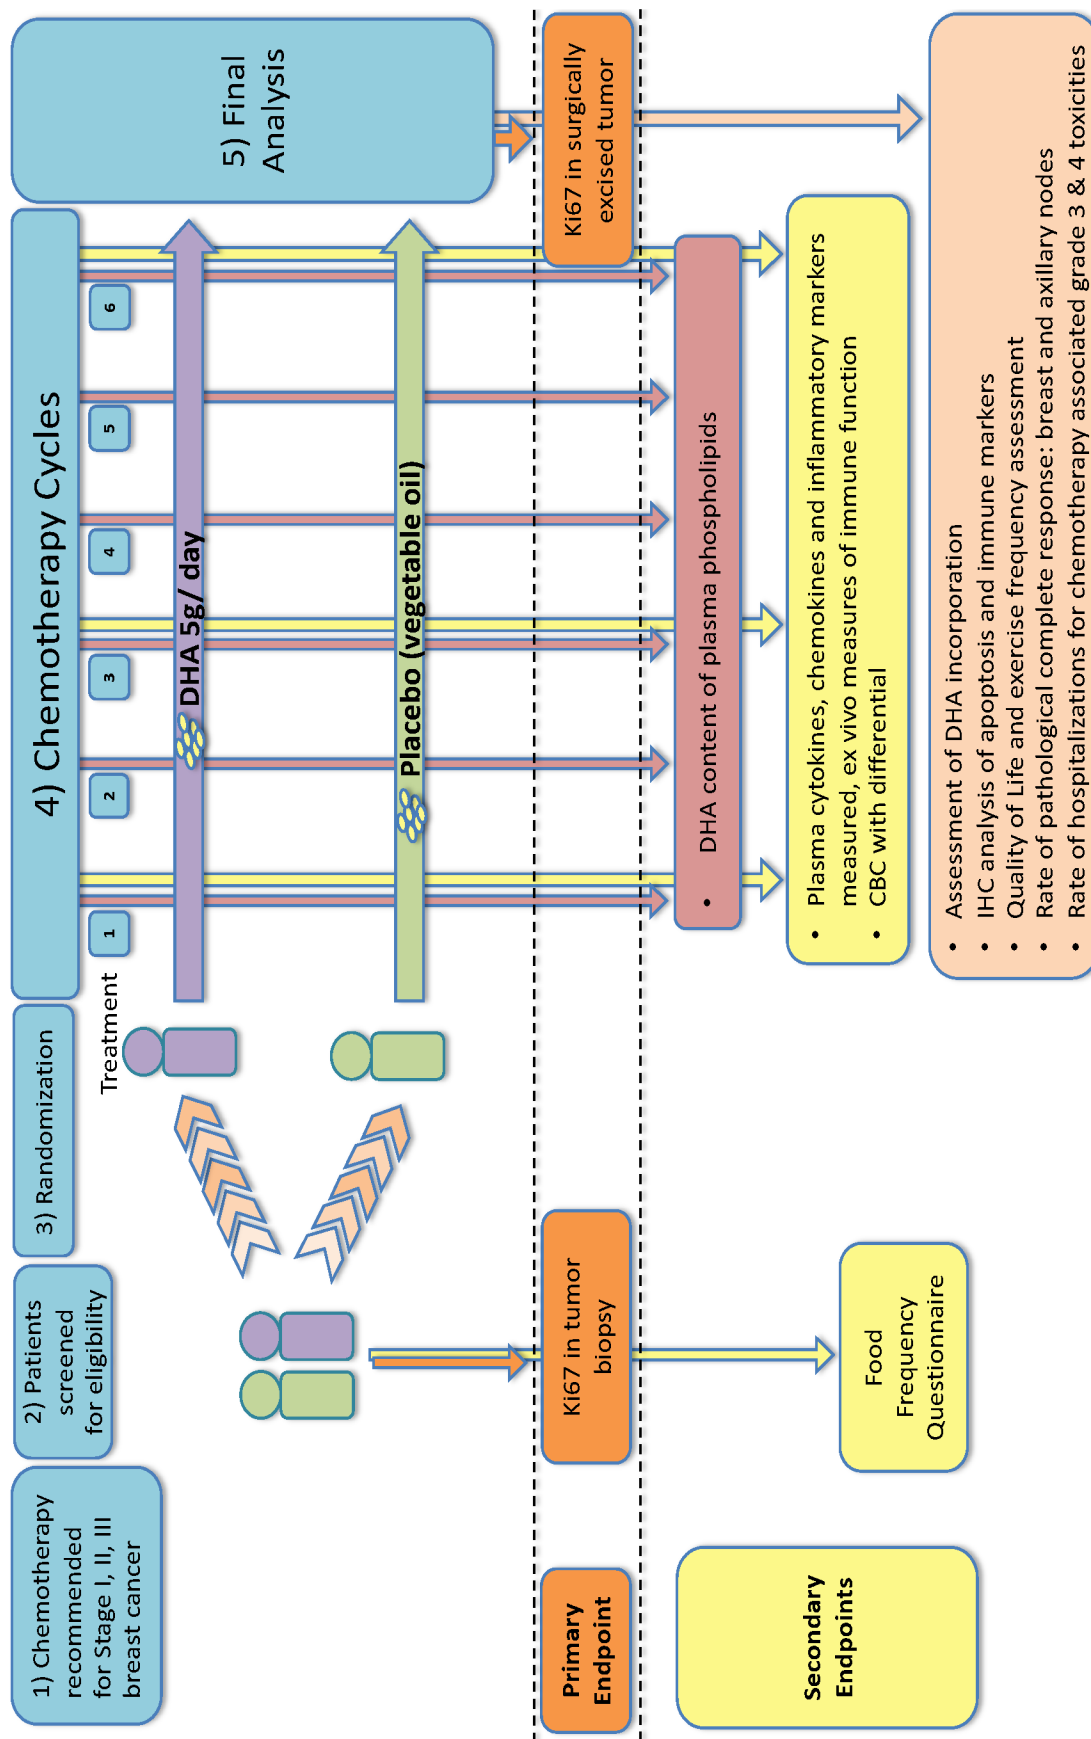 1) Chemotherapy
recommended
for Stage I, II, III
breast cancer
2) Patients
screened
for eligibility
3) Randomization
4) Chemotherapy Cycles
5) Final
Analysis
Treatment
1
2
3
4
5
6
DHA 5g/ day
Placebo (vegetable oil)
Primary
Endpoint
Ki67 in tumor
biopsy
Ki67 in surgically
excised tumor
Secondary
Endpoints
Food
Frequency
Questionnaire
• DHA content of plasma phospholipids
• Plasma cytokines, chemokines and inflammatory markers
measured, ex vivo measures of immune function
• CBC with differential
• Assessment of DHA incorporation
• IHC analysis of apoptosis and immune markers
• Quality of Life and exercise frequency assessment
• Rate of pathological complete response: breast and axillary nodes
• Rate of hospitalizations for chemotherapy associated grade 3 & 4 toxicities